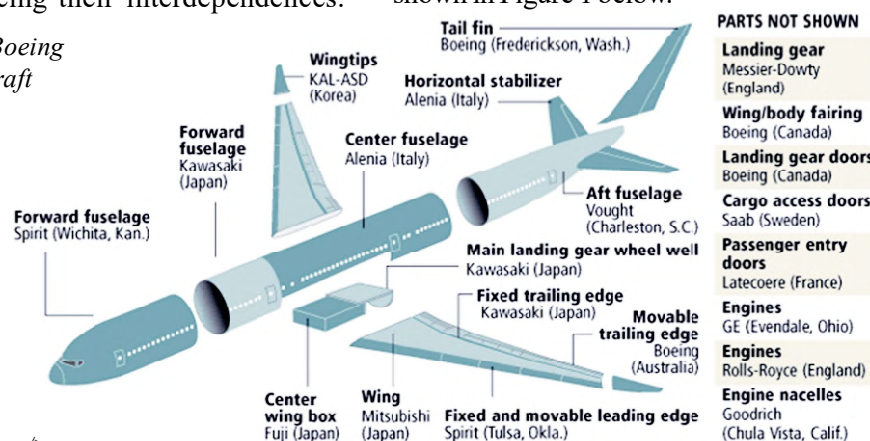 shown in Figure 1 below.
Boeing
Tail fin
Boeing (Frederickson, Wash.)
Wingtips
KAL-ASD
(Korea)
Horizontal stabilizer
Alenia (Italy)
Forward
fuselage
Kawasaki
(Japan)
Center fuselage
Alenia (Italy)
Forward fuselage
Spirit (Wichita, Kan.)
Aft fuselage
Vought
(Charleston, S.C.)
Main landing gear wheel well
Kawasaki (Japan)
Fixed trailing edge
Kawasaki (Japan)
Movable
trailing edge
Boeing
(Australia)
Center
wing box
Fuji (Japan)
Wing
Mitsubishi
(Japan)
Fixed and movable leading edge
Spirit (Tulsa, Okla.)
PARTS NOT SHOWN
Landing gear
Messier-Dowty
(England)
Wing/body fairing
Boeing (Canada)
Landing gear doors
Boeing (Canada)
Cargo access doors
Saab (Sweden)
Passenger entry
doors
Latecoere (France)
Engines
GE (Evendale, Ohio)
Engines
Rolls-Royce (England)
Engine nacelles
Goodrich
(Chula Vista, Calif.)